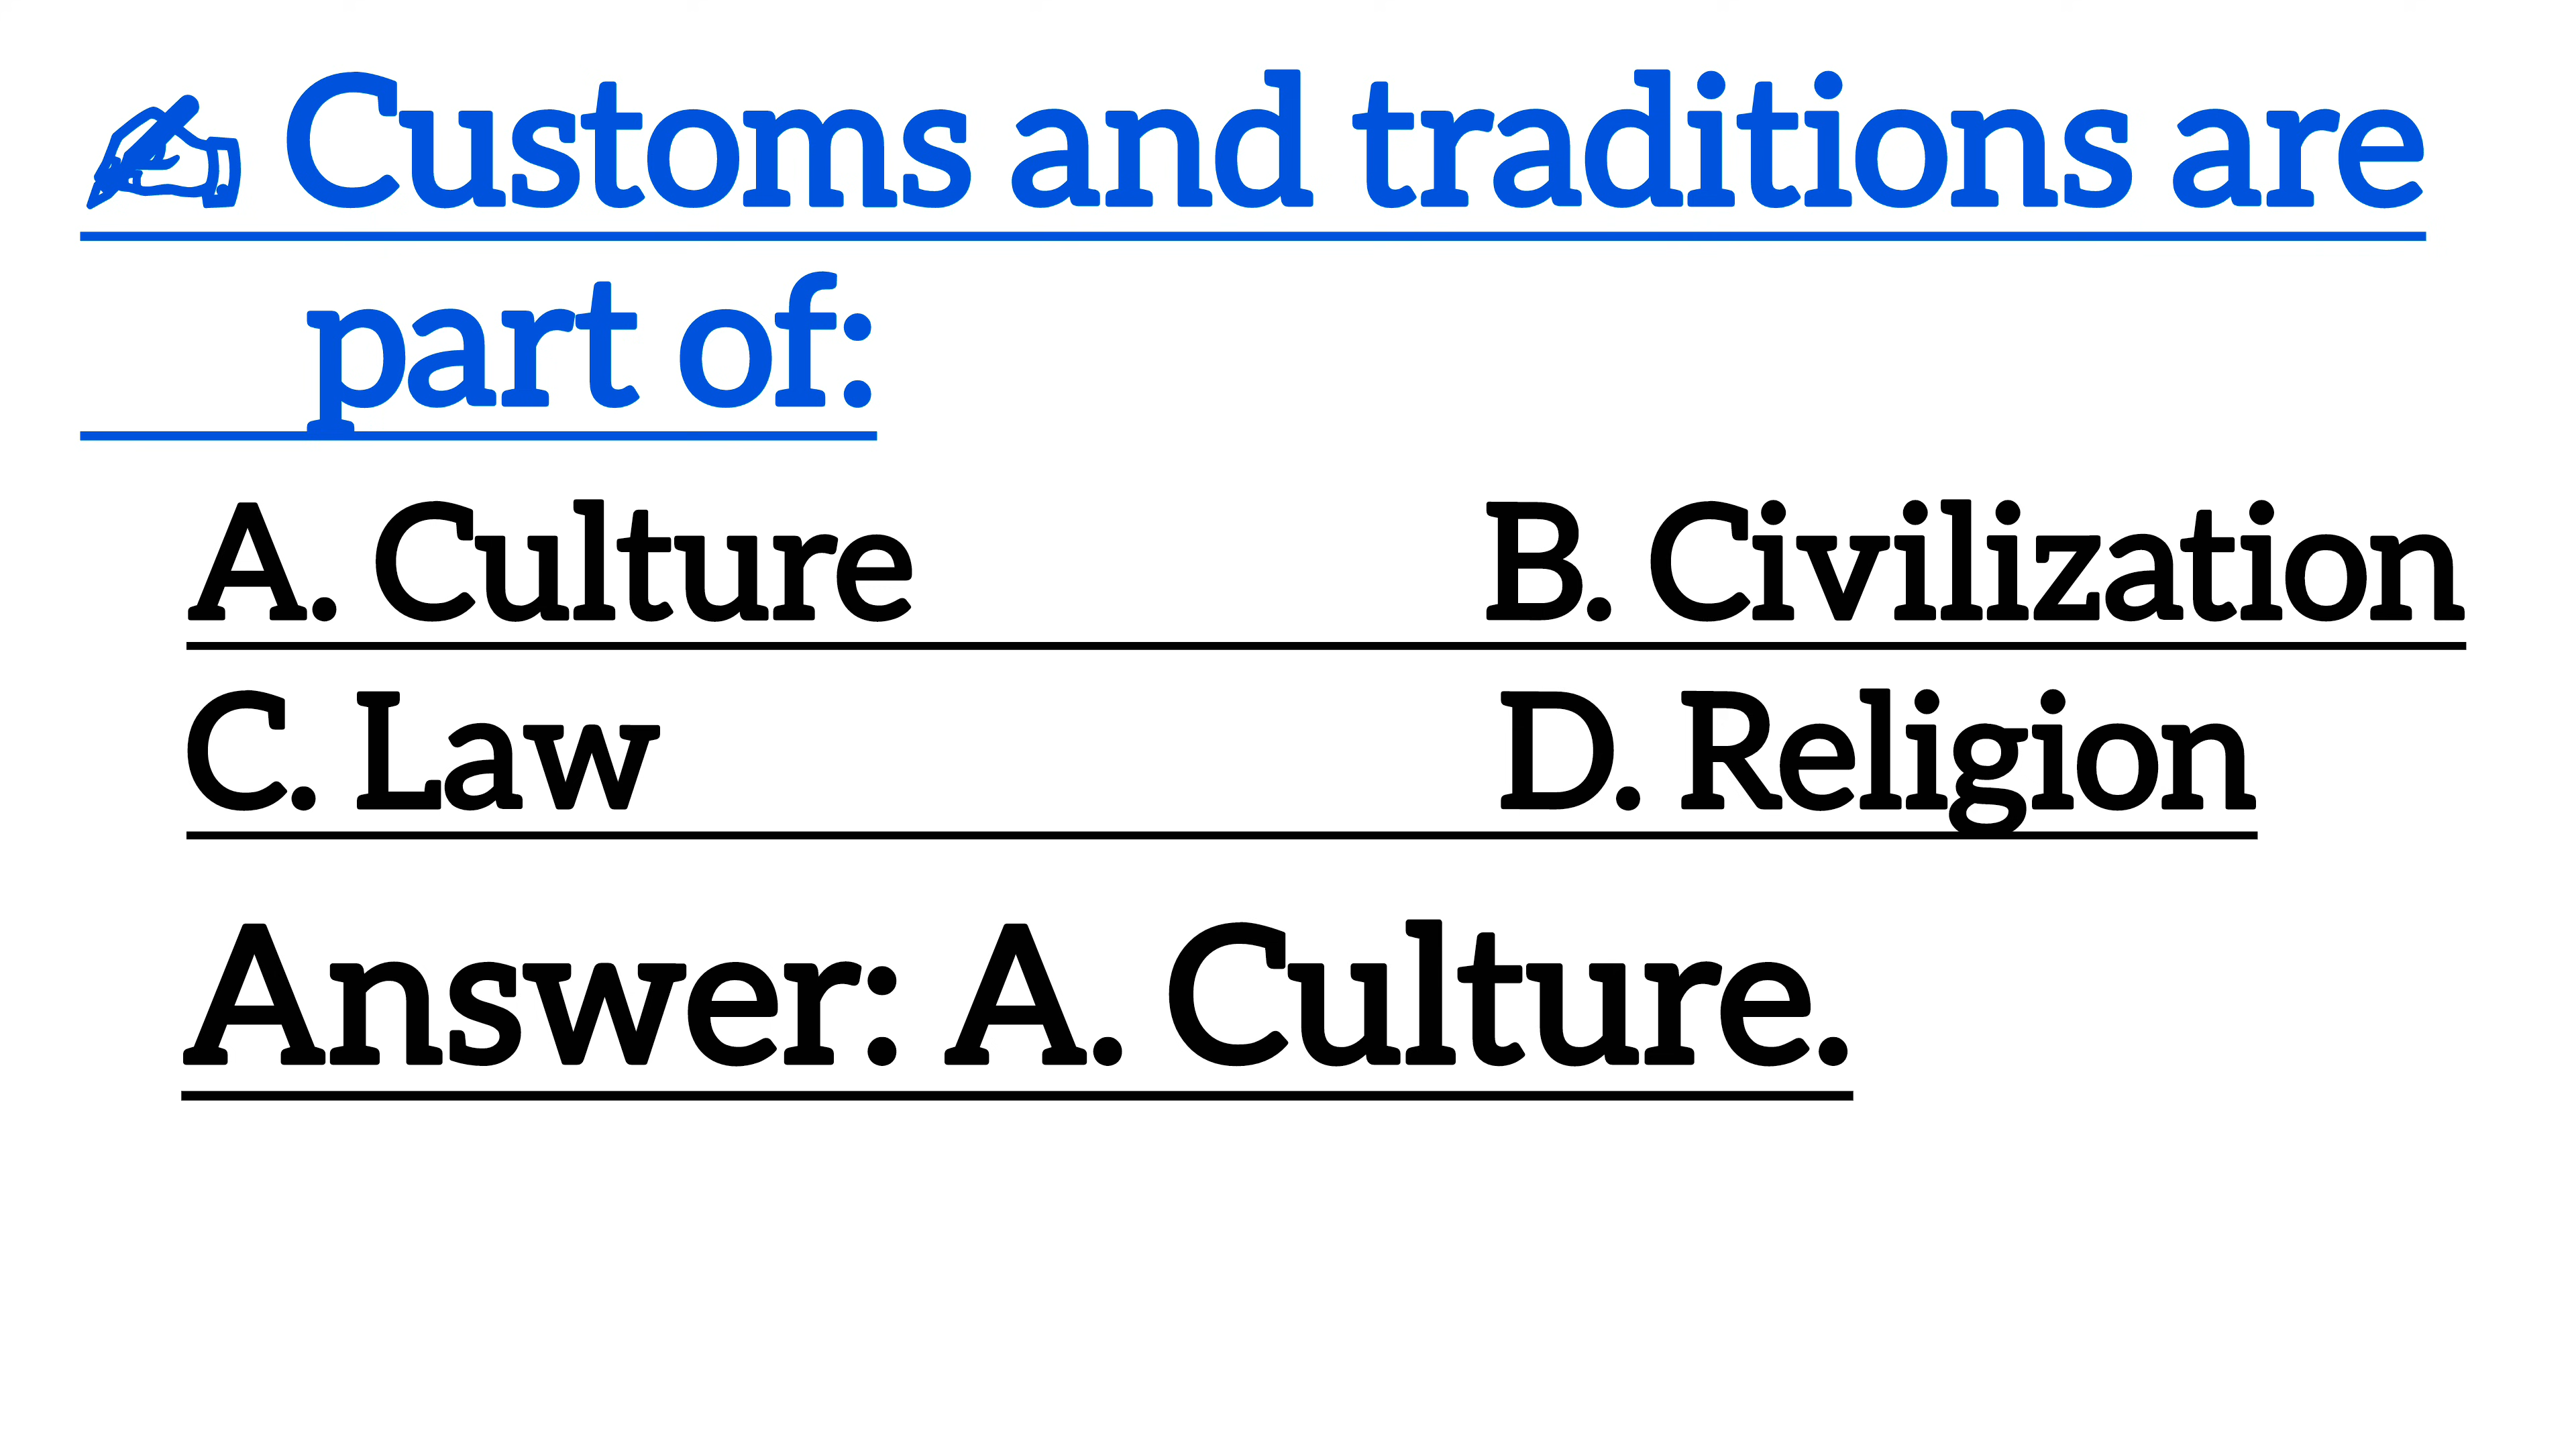 ✍ Customs and traditions are
part of:
A. Culture B. Civilization
C. Law D. Religion
Answer: A. Culture.